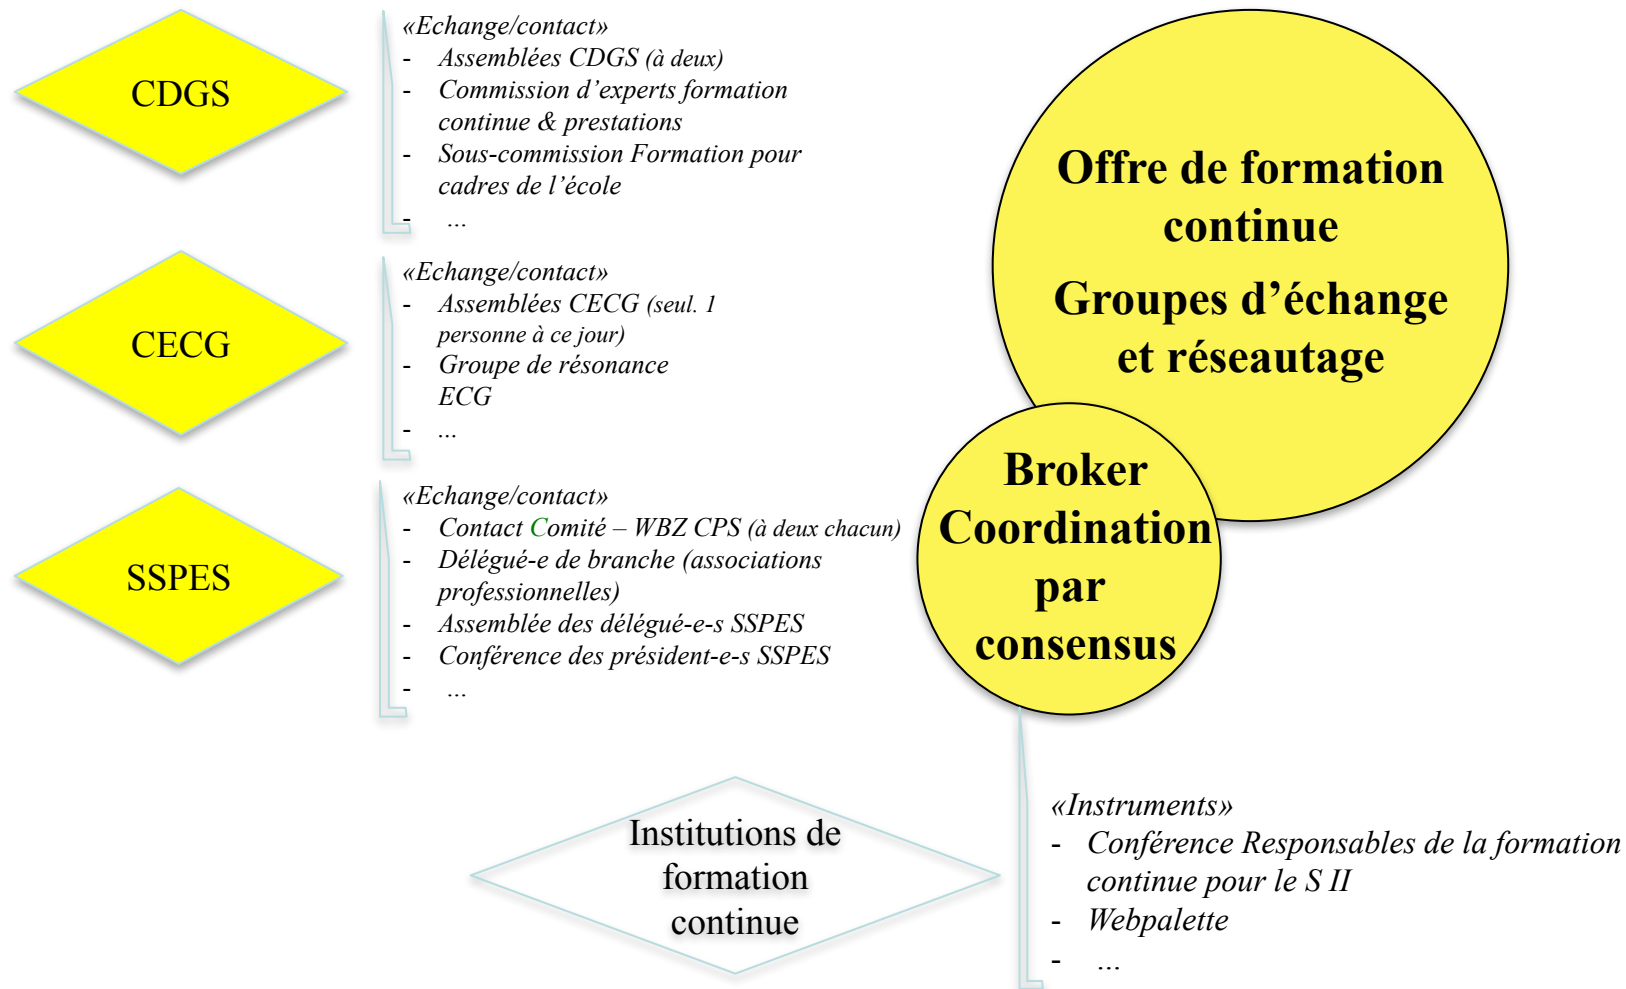 CDGS
«Echange/contact»
- Assemblées CDGS (à deux)
- Commission d’experts formation
continue & prestations
- Sous-commission Formation pour
cadres de l’école
- ...
CECG
«Echange/contact»
- Assemblées CECG (seul. 1
personne à ce jour)
- Groupe de résonance
ECG
- ...
SSPES
«Echange/contact»
- Contact Comité – WBZ CPS (à deux chacun)
- Délégué-e de branche (associations
professionnelles)
- Assemblée des délégué-e-s SSPES
- Conférence des président-e-s SSPES
- ...
Offre de formation
continue
Groupes d’échange
et réseautage
Broker
Coordination
par
consensus
Institutions de
formation
continue
«Instruments»
- Conférence Responsables de la formation
continue pour le S II
- Webpalette
- ...